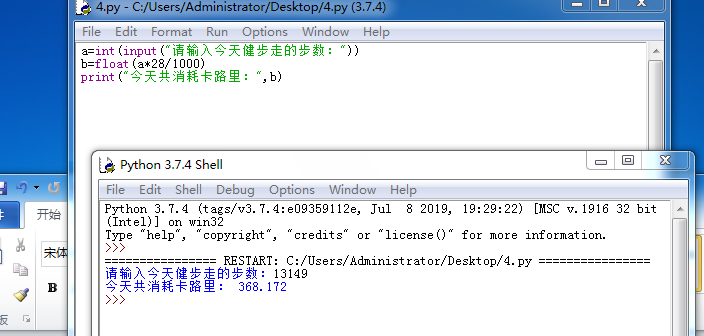 4.py - C:/Users/Administrator/Desktop/4.py (3.7.4)
File Edit Format Run Options Window Help
a=int(input("请输入今天健步走的步数："))
b=float(a*28/1000)
print("今天共消耗卡路里：",b)
Python 3.7.4 Shell
File Edit Shell Debug Options Window Help
Python 3.7.4 (tags/v3.7.4:e09359112e, Jul  8 2019, 19:29:22) [MSC v.1916 32 bit
(Intel)] on win32
Type "help", "copyright", "credits" or "license()" for more information.
>>>
================ RESTART: C:/Users/Administrator/Desktop/4.py ================
请输入今天健步走的步数：13149
今天共消耗卡路里： 368.172
>>>
件
开始
宋体
B
板